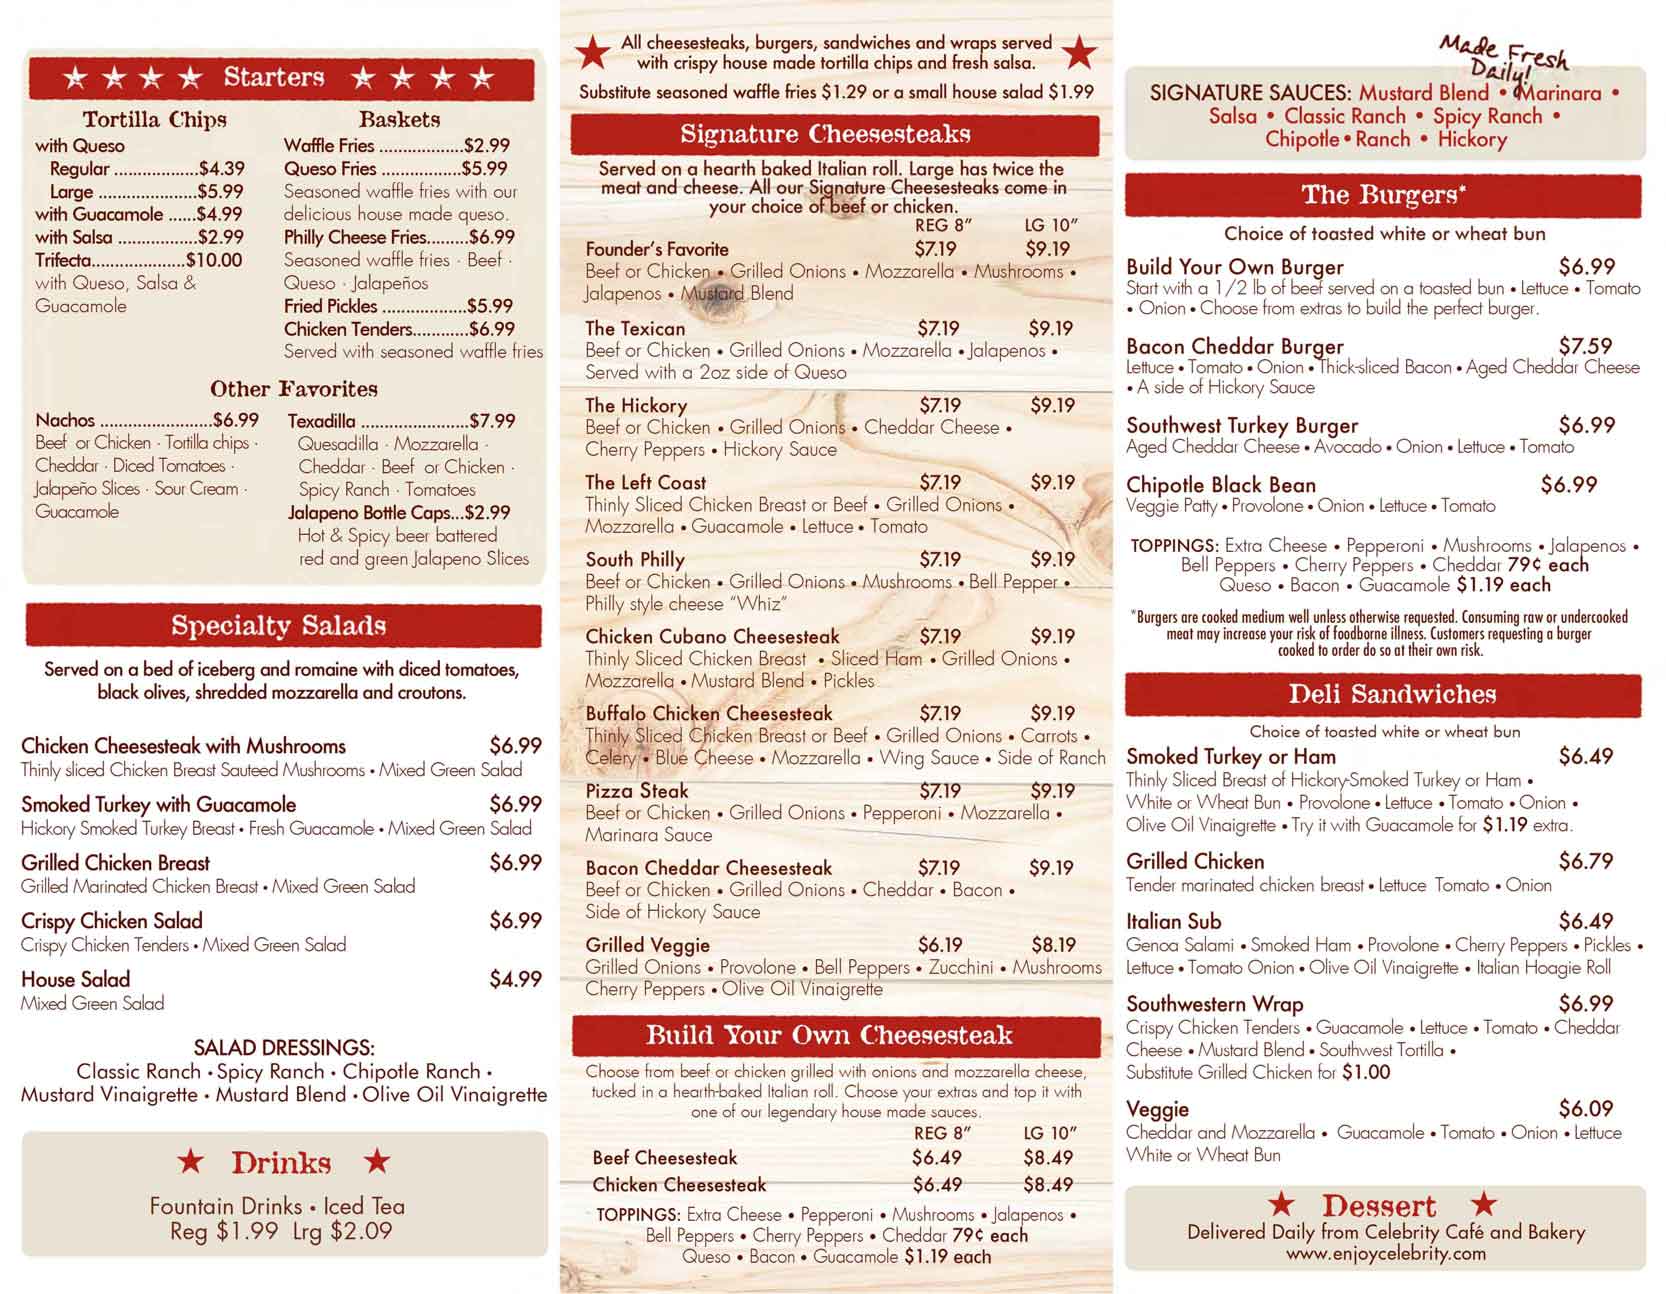 Starters
Tortilla Chips
with Queso
Regular ..................$4.39
Large .....................$5.99
with Guacamole ......$4.99
with Salsa .................$2.99
Trifecta....................$10.00
with Queso, Salsa &
Guacamole
Baskets
Waffle Fries ..................$2.99
Queso Fries .................$5.99
Seasoned waffle fries with our
delicious house made queso.
Philly Cheese Fries.........$6.99
Seasoned waffle fries · Beef ·
Queso · Jalapeños
Fried Pickles ..................$5.99
Chicken Tenders............$6.99
Served with seasoned waffle fries
Other Favorites
Nachos ........................$6.99
Beef or Chicken · Tortilla chips ·
Cheddar · Diced Tomatoes ·
Jalapeño Slices · Sour Cream ·
Guacamole
Texadilla .......................$7.99
Quesadilla · Mozzarella ·
Cheddar · Beef or Chicken ·
Spicy Ranch · Tomatoes
Jalapeno Bottle Caps...$2.99
Hot & Spicy beer battered
red and green Jalapeno Slices
Specialty Salads
Served on a bed of iceberg and romaine with diced tomatoes,
black olives, shredded mozzarella and croutons.
Chicken Cheesesteak with Mushrooms $6.99
Thinly sliced Chicken Breast Sauteed Mushrooms • Mixed Green Salad
Smoked Turkey with Guacamole $6.99
Hickory Smoked Turkey Breast • Fresh Guacamole • Mixed Green Salad
Grilled Chicken Breast $6.99
Grilled Marinated Chicken Breast • Mixed Green Salad
Crispy Chicken Salad $6.99
Crispy Chicken Tenders • Mixed Green Salad
House Salad $4.99
Mixed Green Salad
SALAD DRESSINGS:
Classic Ranch • Spicy Ranch • Chipotle Ranch •
Mustard Vinaigrette • Mustard Blend • Olive Oil Vinaigrette
Drinks
Fountain Drinks • Iced Tea
Reg $1.99 Lrg $2.09
All cheesesteaks, burgers, sandwiches and wraps served
with crispy house made tortilla chips and fresh salsa.
Substitute seasoned waffle fries $1.29 or a small house salad $1.99
Signature Cheesesteaks
Served on a hearth baked Italian roll. Large has twice the
meat and cheese. All our Signature Cheesesteaks come in
your choice of beef or chicken.
REG 8” LG 10”
Founder’s Favorite $7.19 $9.19
Beef or Chicken • Grilled Onions • Mozzarella • Mushrooms •
Jalapenos • Mustard Blend
The Texican $7.19 $9.19
Beef or Chicken • Grilled Onions • Mozzarella • Jalapenos •
Served with a 2oz side of Queso
The Hickory $7.19 $9.19
Beef or Chicken • Grilled Onions • Cheddar Cheese •
Cherry Peppers • Hickory Sauce
The Left Coast $7.19 $9.19
Thinly Sliced Chicken Breast or Beef • Grilled Onions •
Mozzarella • Guacamole • Lettuce • Tomato
South Philly $7.19 $9.19
Beef or Chicken • Grilled Onions • Mushrooms • Bell Pepper •
Philly style cheese “Whiz”
Chicken Cubano Cheesesteak $7.19 $9.19
Thinly Sliced Chicken Breast • Sliced Ham • Grilled Onions •
Mozzarella • Mustard Blend • Pickles
Buffalo Chicken Cheesesteak $7.19 $9.19
Thinly Sliced Chicken Breast or Beef • Grilled Onions • Carrots •
Celery • Blue Cheese • Mozzarella • Wing Sauce • Side of Ranch
Pizza Steak $7.19 $9.19
Beef or Chicken • Grilled Onions • Pepperoni • Mozzarella •
Marinara Sauce
Bacon Cheddar Cheesesteak $7.19 $9.19
Beef or Chicken • Grilled Onions • Cheddar • Bacon •
Side of Hickory Sauce
Grilled Veggie $6.19 $8.19
Grilled Onions • Provolone • Bell Peppers • Zucchini • Mushrooms
Cherry Peppers • Olive Oil Vinaigrette
Build Your Own Cheesesteak
Choose from beef or chicken grilled with onions and mozzarella cheese,
tucked in a hearth-baked Italian roll. Choose your extras and top it with
one of our legendary house made sauces.
REG 8” LG 10”
Beef Cheesesteak $6.49 $8.49
Chicken Cheesesteak $6.49 $8.49
TOPPINGS: Extra Cheese • Pepperoni • Mushrooms • Jalapenos •
Bell Peppers • Cherry Peppers • Cheddar 79¢ each
Queso • Bacon • Guacamole $1.19 each
Made Fresh
Daily!
SIGNATURE SAUCES: Mustard Blend • Marinara •
Salsa • Classic Ranch • Spicy Ranch •
Chipotle • Ranch • Hickory
The Burgers*
Choice of toasted white or wheat bun
Build Your Own Burger $6.99
Start with a 1/2 lb of beef served on a toasted bun • Lettuce • Tomato
• Onion • Choose from extras to build the perfect burger.
Bacon Cheddar Burger $7.59
Lettuce • Tomato • Onion • Thick-sliced Bacon • Aged Cheddar Cheese
• A side of Hickory Sauce
Southwest Turkey Burger $6.99
Aged Cheddar Cheese • Avocado • Onion • Lettuce • Tomato
Chipotle Black Bean $6.99
Veggie Patty • Provolone • Onion • Lettuce • Tomato
TOPPINGS: Extra Cheese • Pepperoni • Mushrooms • Jalapenos •
Bell Peppers • Cherry Peppers • Cheddar 79¢ each
Queso • Bacon • Guacamole $1.19 each
*Burgers are cooked medium well unless otherwise requested. Consuming raw or undercooked
meat may increase your risk of foodborne illness. Customers requesting a burger
cooked to order do so at their own risk.
Deli Sandwiches
Choice of toasted white or wheat bun
Smoked Turkey or Ham $6.49
Thinly Sliced Breast of Hickory-Smoked Turkey or Ham •
White or Wheat Bun • Provolone • Lettuce • Tomato • Onion •
Olive Oil Vinaigrette • Try it with Guacamole for $1.19 extra.
Grilled Chicken $6.79
Tender marinated chicken breast • Lettuce Tomato • Onion
Italian Sub $6.49
Genoa Salami • Smoked Ham • Provolone • Cherry Peppers • Pickles •
Lettuce • Tomato Onion • Olive Oil Vinaigrette • Italian Hoagie Roll
Southwestern Wrap $6.99
Crispy Chicken Tenders • Guacamole • Lettuce • Tomato • Cheddar
Cheese • Mustard Blend • Southwest Tortilla •
Substitute Grilled Chicken for $1.00
Veggie $6.09
Cheddar and Mozzarella • Guacamole • Tomato • Onion • Lettuce
White or Wheat Bun
Dessert
Delivered Daily from Celebrity Café and Bakery
www.enjoycelebrity.com